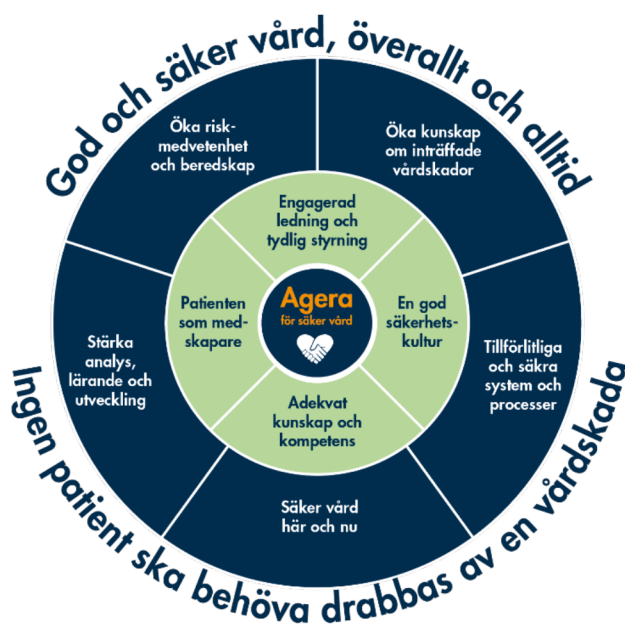 God och säker vård, överallt och alltid
Öka risk-
medvetenhet
och beredskap
Öka kunskap
om inträffade
vårdskador
Engagerad
ledning och
tydlig styrning
Patienten
som med-
skapare
Agera
för säker vård
En god
säkerhets-
kultur
Stärka
analys,
lärande och
utveckling
Tillförlitliga
och säkra
system och
processer
Adekvat
kunskap och
kompetens
Säker vård
här och nu
Ingen patient ska behöva drabbas av en vårdskada